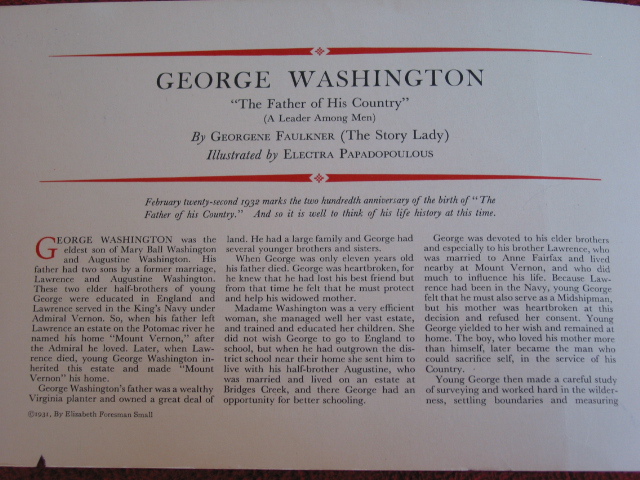 GEORGE WASHINGTON
"The Father of His Country"
(A Leader Among Men)
By GEORGENE FAULKNER (The Story Lady)
Illustrated by ELECTRA PAPADOPOULOUS
February twenty-second 1932 marks the two hundredth anniversary of the birth of "The
Father of his Country." And so it is well to think of his life history at this time.
GEORGE WASHINGTON was the
eldest son of Mary Ball Washington
and Augustine Washington. His
father had two sons by a former marriage,
Lawrence and Augustine Washington.
These two elder half-brothers of young
George were educated in England and
Lawrence served in the King's Navy under
Admiral Vernon. So, when his father left
Lawrence an estate on the Potomac river he
named his home "Mount Vernon," after
the Admiral he loved. Later, when Law-
rence died, young George Washington in-
herited this estate and made "Mount
Vernon" his home.
George Washington's father was a wealthy
Virginia planter and owned a great deal of
land. He had a large family and George had
several younger brothers and sisters.
When George was only eleven years old
his father died. George was heartbroken, for
he knew that he had lost his best friend but
from that time he felt that he must protect
and help his widowed mother.
Madame Washington was a very efficient
woman, she managed well her vast estate,
and trained and educated her children. She
did not wish George to go to England to
school, but when he had outgrown the dis-
trict school near their home she sent him to
live with his half-brother Augustine, who
was married and lived on an estate at
Bridges Creek, and there George had an
opportunity for better schooling.
George was devoted to his elder brothers
and especially to his brother Lawrence, who
was married to Anne Fairfax and lived
nearby at Mount Vernon, and who did
much to influence his life. Because Law-
rence had been in the Navy, young George
felt that he must also serve as a Midshipman,
but his mother was heartbroken at this
decision and refused her consent. Young
George yielded to her wish and remained at
home. The boy, who loved his mother more
than himself, later became the man who
could sacrifice self, in the service of his
Country.
Young George then made a careful study
of surveying and worked hard in the wilder-
ness, settling boundaries and measuring
©1931, By Elizabeth Foresman Small